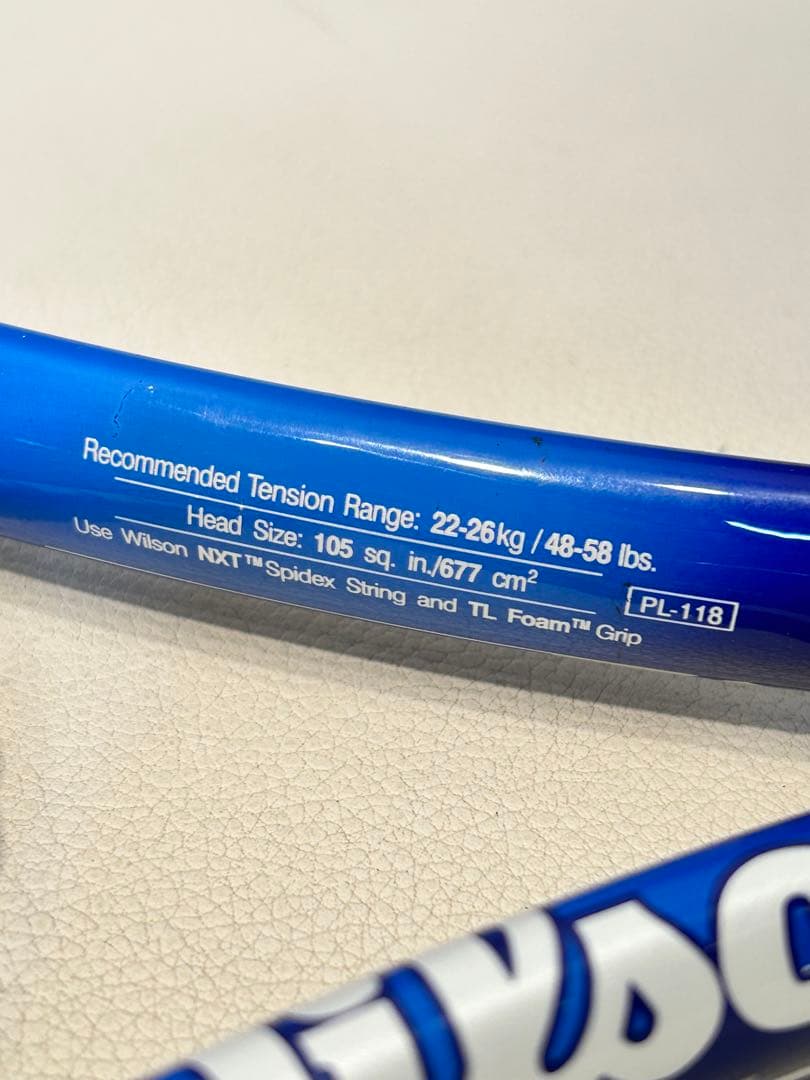 Recommended Tension Range: 22-26kg / 48-58 lbs.
Head Size: 105 sq. in./677 cm²
Use Wilson NXT™ Spidex String and TL Foam™ Grip
PL-118